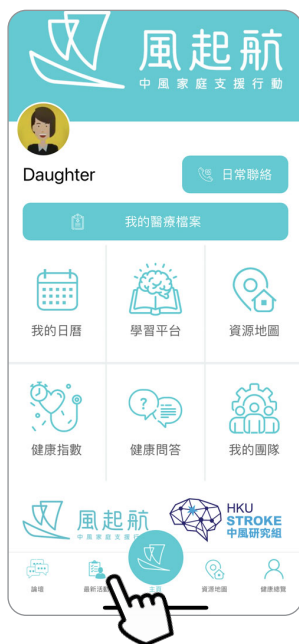 風起航
中風家庭支援行動
Daughter
日常聯絡
我的醫療檔案
我的日曆 學習平台 資源地圖
健康指數 健康問答 我的團隊
風起航
中風家庭支援行動
HKU
STROKE
中風研究組
論壇 最新活動 主頁 資源地圖 健康總覽